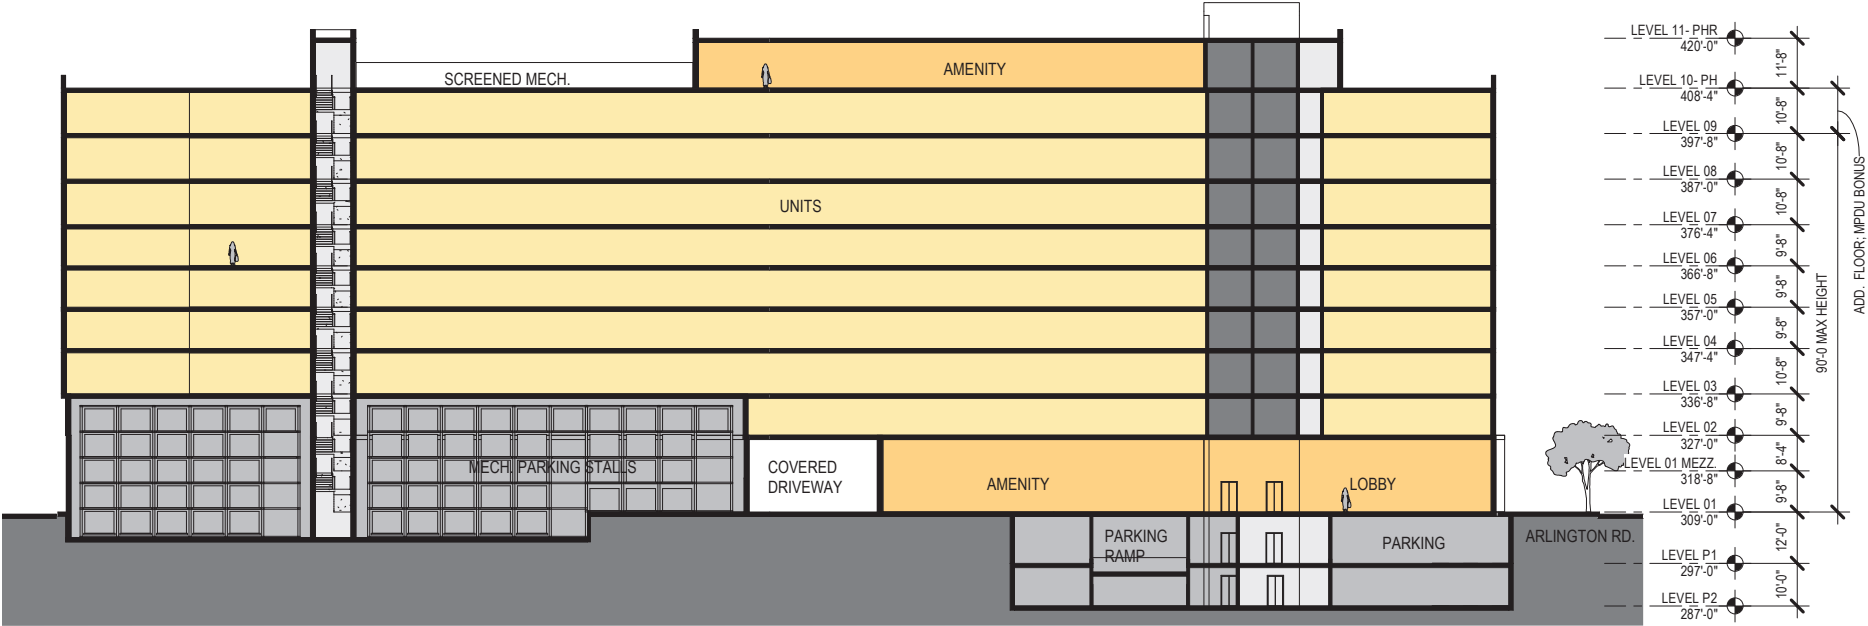 SCREENED MECH.
AMENITY
UNITS
MECH. PARKING STALLS
COVERED
DRIVEWAY
AMENITY
LOBBY
PARKING
RAMP
PARKING
ARLINGTON RD.
LEVEL 11- PHR
420'-0"
11'-8"
LEVEL 10- PH
408'-4"
10'-8"
LEVEL 09
397'-8"
10'-8"
LEVEL 08
387'-0"
10'-8"
LEVEL 07
376'-4"
9'-8"
LEVEL 06
366'-8"
9'-8"
LEVEL 05
357'-0"
9'-8"
LEVEL 04
347'-4"
10'-8"
LEVEL 03
336'-8"
9'-8"
LEVEL 02
327'-0"
8'-4"
LEVEL 01 MEZZ.
318'-8"
9'-8"
LEVEL 01
309'-0"
12'-0"
LEVEL P1
297'-0"
10'-0"
LEVEL P2
287'-0"
90'-0 MAX HEIGHT
ADD. FLOOR; MPDU BONUS